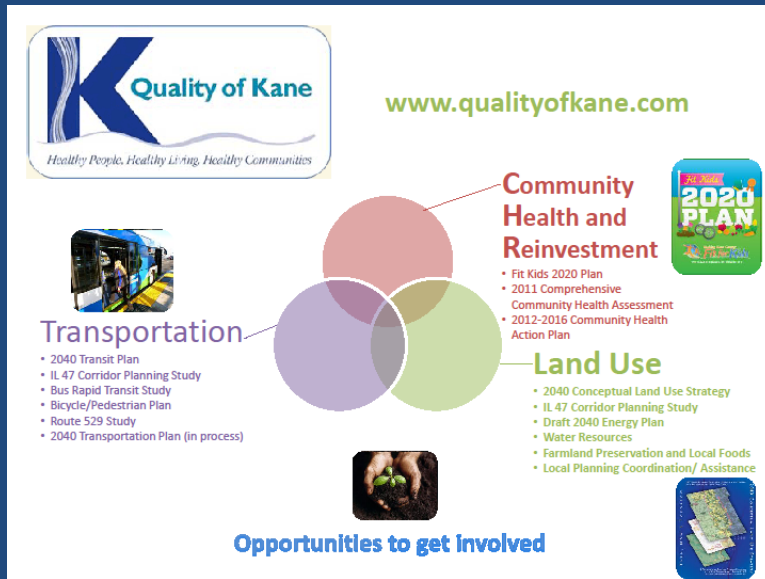 Quality of Kane
Healthy People, Healthy Living, Healthy Communities
www.qualityofkane.com
Community
Health and
Reinvestment
• Fit Kids 2020 Plan
• 2011 Comprehensive
Community Health Assessment
• 2012-2016 Community Health
Action Plan
Fit Kids
2020
PLAN
Transportation
• 2040 Transit Plan
• IL 47 Corridor Planning Study
• Bus Rapid Transit Study
• Bicycle/Pedestrian Plan
• Route 529 Study
• 2040 Transportation Plan (in process)
Land Use
• 2040 Conceptual Land Use Strategy
• IL 47 Corridor Planning Study
• Draft 2040 Energy Plan
• Water Resources
• Farmland Preservation and Local Foods
• Local Planning Coordination/ Assistance
Opportunities to get involved